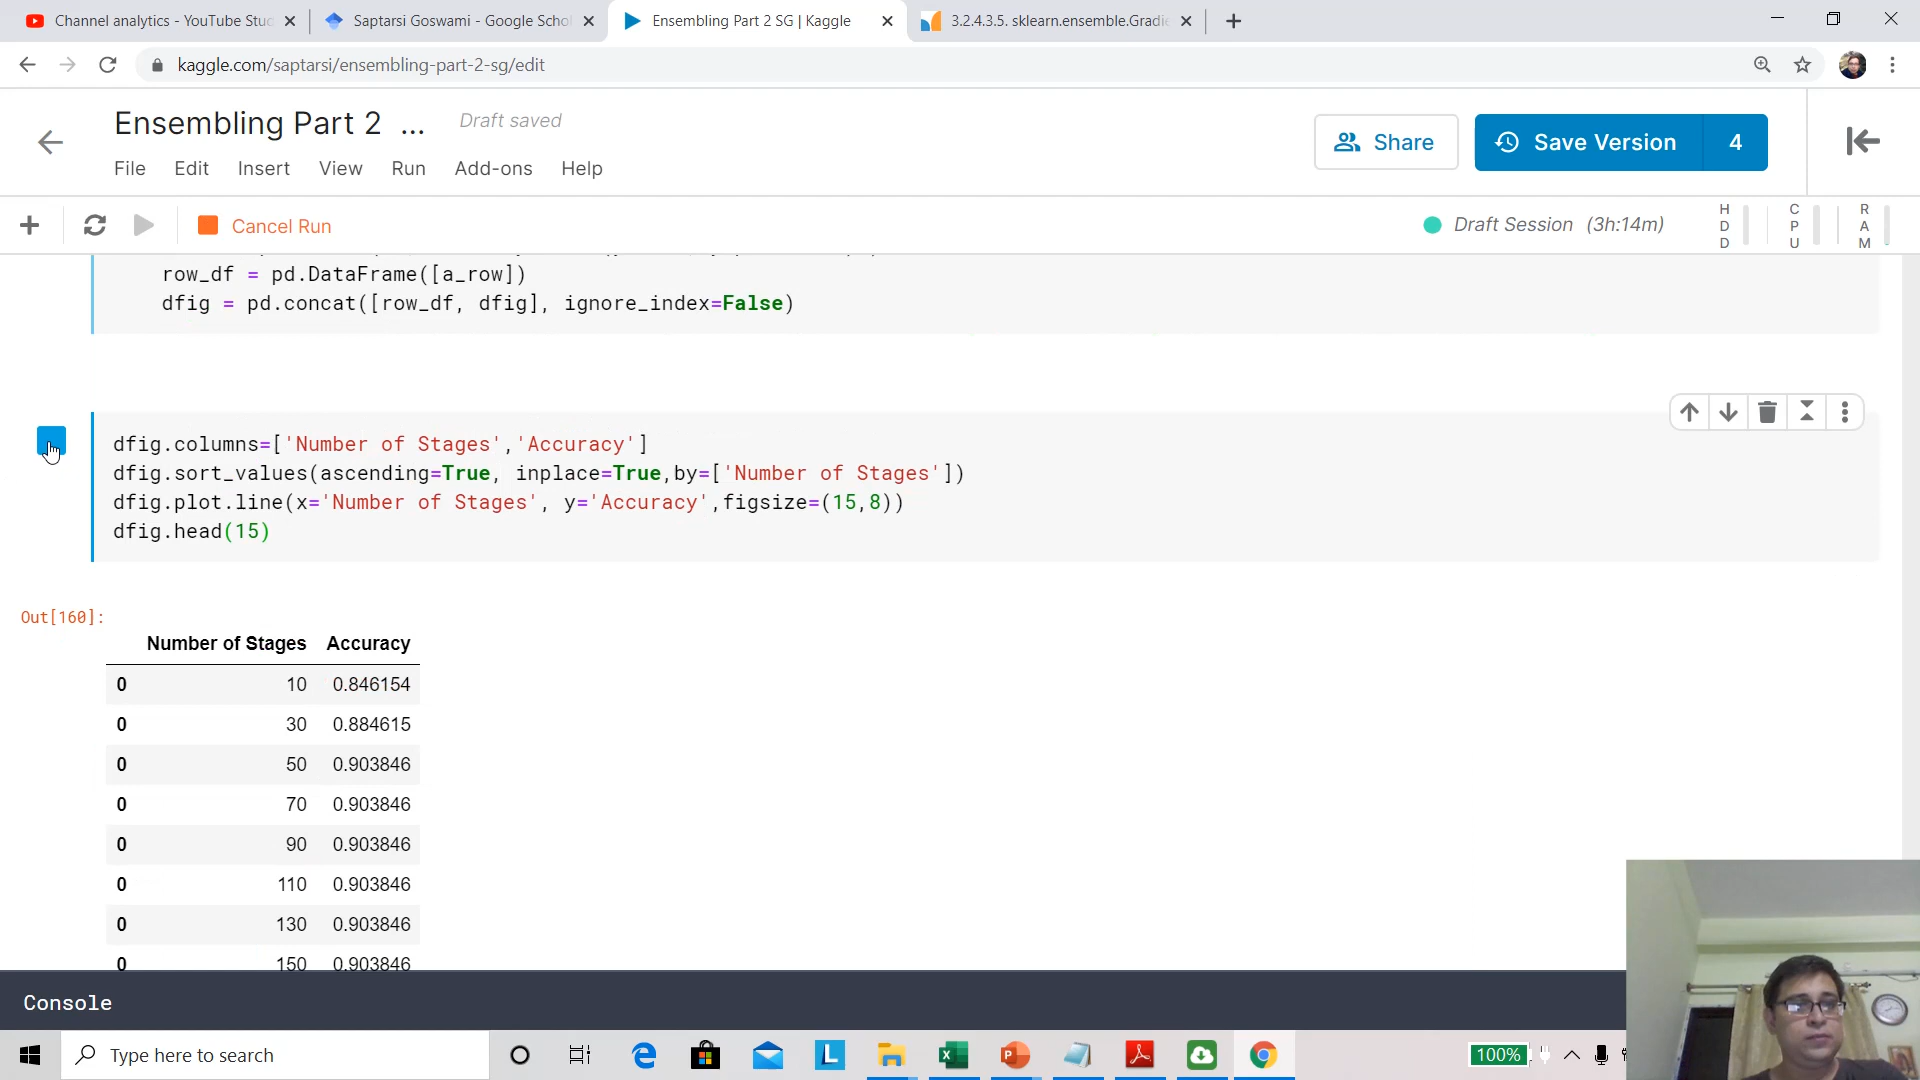 Channel analytics - YouTube Stu
Saptarsi Goswami - Google Schol
Ensembling Part 2 SG | Kaggle
3.2.4.3.5. sklearn.ensemble.Gradie
kaggle.com/saptarsi/ensembling-part-2-sg/edit
Ensembling Part 2 ...
Draft saved
File Edit Insert View Run Add-ons Help
Share
Save Version 4
Cancel Run
Draft Session (3h:14m)
HDD
CPU
RAM
row_df = pd.DataFrame([a_row])
dfig = pd.concat([row_df, dfig], ignore_index=False)
dfig.columns=['Number of Stages','Accuracy']
dfig.sort_values(ascending=True, inplace=True,by=['Number of Stages'])
dfig.plot.line(x='Number of Stages', y='Accuracy',figsize=(15,8))
dfig.head(15)
Out[160]:
Number of Stages Accuracy
0 10 0.846154
0 30 0.884615
0 50 0.903846
0 70 0.903846
0 90 0.903846
0 110 0.903846
0 130 0.903846
0 150 0.903846
Console
Type here to search
100%